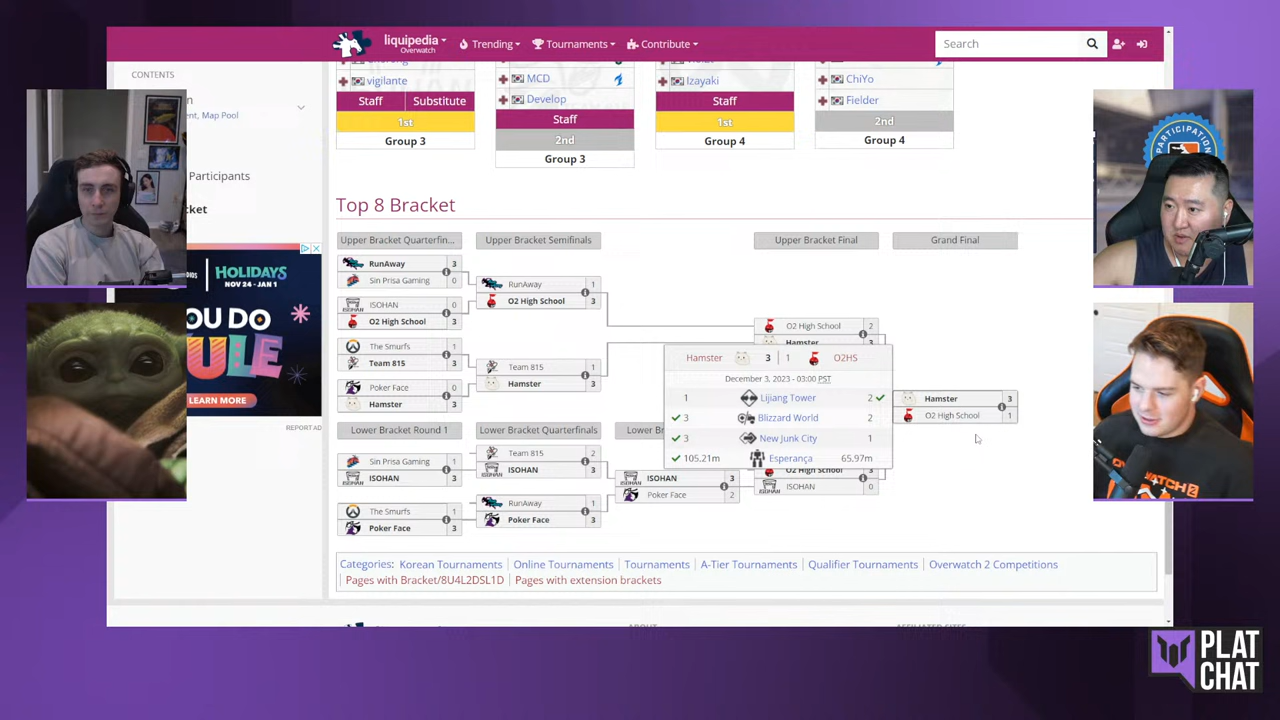 liquipedia
Overwatch
Trending
Tournaments
Contribute
Search
CONTENTS
Map Pool
Participants
REPORT AD
HOLIDAYS
NOV 24 - JAN 1
LEARN MORE
vigilante
Staff Substitute
1st
Group 3
MCD
Develop
Staff
2nd
Group 3
Izayaki
Staff
1st
Group 4
ChiYo
Fielder
2nd
Group 4
Top 8 Bracket
Upper Bracket Quarterfin...
Upper Bracket Semifinals
Upper Bracket Final
Grand Final
RunAway 3
Sin Prisa Gaming 0
ISOHAN 0
O2 High School 3
The Smurfs 1
Team 815 3
Poker Face 0
Hamster 3
RunAway 1
O2 High School 3
Team 815 1
Hamster 3
O2 High School 2
Hamster
Hamster 3 1 O2HS
December 3, 2023 - 03:00 PST
1 Lijiang Tower 2
3 Blizzard World 2
3 New Junk City 1
105.21m Esperança 65.97m
Hamster 3
O2 High School 1
Lower Bracket Round 1
Lower Bracket Quarterfinals
Lower
Sin Prisa Gaming 1
ISOHAN 3
The Smurfs 1
Poker Face 3
Team 815 2
ISOHAN 3
RunAway 1
Poker Face 3
ISOHAN 3
Poker Face 2
O2 High School 3
ISOHAN 0
Categories: Korean Tournaments Online Tournaments Tournaments A-Tier Tournaments Qualifier Tournaments Overwatch 2 Competitions
Pages with Bracket/8U4L2DSL1D Pages with extension brackets
PLAT
CHAT